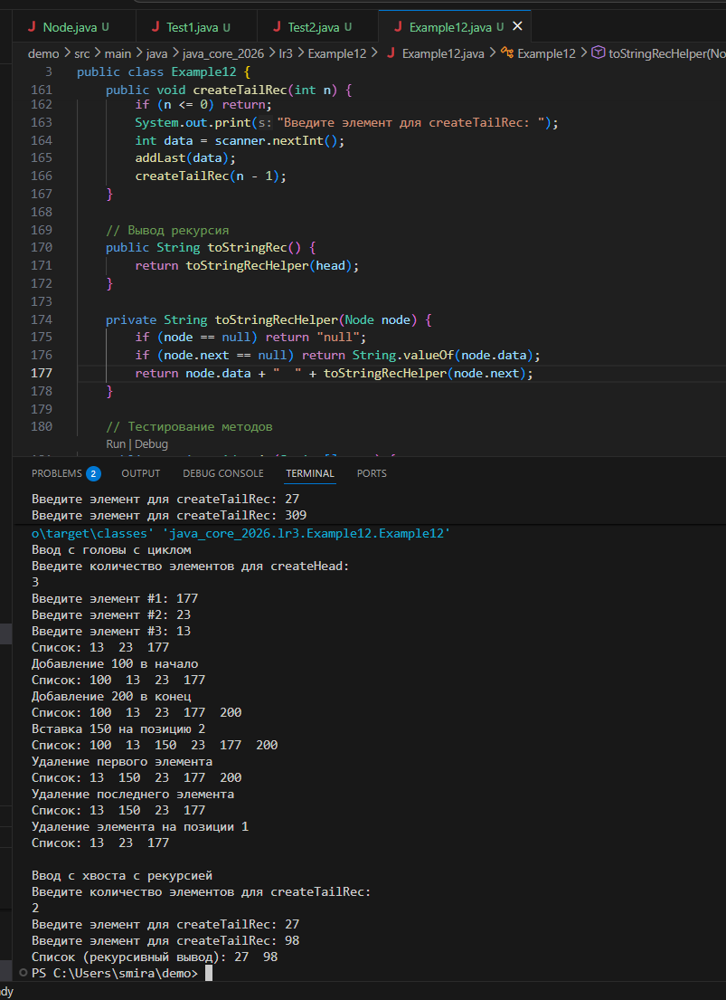 Node.java U Test1.java U Test2.java U Example12.java U ×
demo > src > main > java > java_core_2026 > lr3 > Example12 > Example12.java > Example12 > toStringRecHelper(No
3 public class Example12 {
161 public void createTailRec(int n) {
162 if (n <= 0) return;
163 System.out.print(s: "Введите элемент для createTailRec: ");
164 int data = scanner.nextInt();
165 addLast(data);
166 createTailRec(n - 1);
167 }
168
169 // Вывод рекурсия
170 public String toStringRec() {
171 return toStringRecHelper(head);
172 }
173
174 private String toStringRecHelper(Node node) {
175 if (node == null) return "null";
176 if (node.next == null) return String.valueOf(node.data);
177 return node.data + "  " + toStringRecHelper(node.next);
178 }
179
180 // Тестирование методов
Run | Debug
PROBLEMS 2 OUTPUT DEBUG CONSOLE TERMINAL PORTS
Введите элемент для createTailRec: 27
Введите элемент для createTailRec: 309
o\target\classes' 'java_core_2026.lr3.Example12.Example12'
Ввод с головы с циклом
Введите количество элементов для createHead:
3
Введите элемент #1: 177
Введите элемент #2: 23
Введите элемент #3: 13
Список: 13  23  177
Добавление 100 в начало
Список: 100  13  23  177
Добавление 200 в конец
Список: 100  13  23  177  200
Вставка 150 на позицию 2
Список: 100  13  150  23  177  200
Удаление первого элемента
Список: 13  150  23  177  200
Удаление последнего элемента
Список: 13  150  23  177
Удаление элемента на позиции 1
Список: 13  23  177
Ввод с хвоста с рекурсией
Введите количество элементов для createTailRec:
2
Введите элемент для createTailRec: 27
Введите элемент для createTailRec: 98
Список (рекурсивный вывод): 27  98
PS C:\Users\smira\demo>
dy